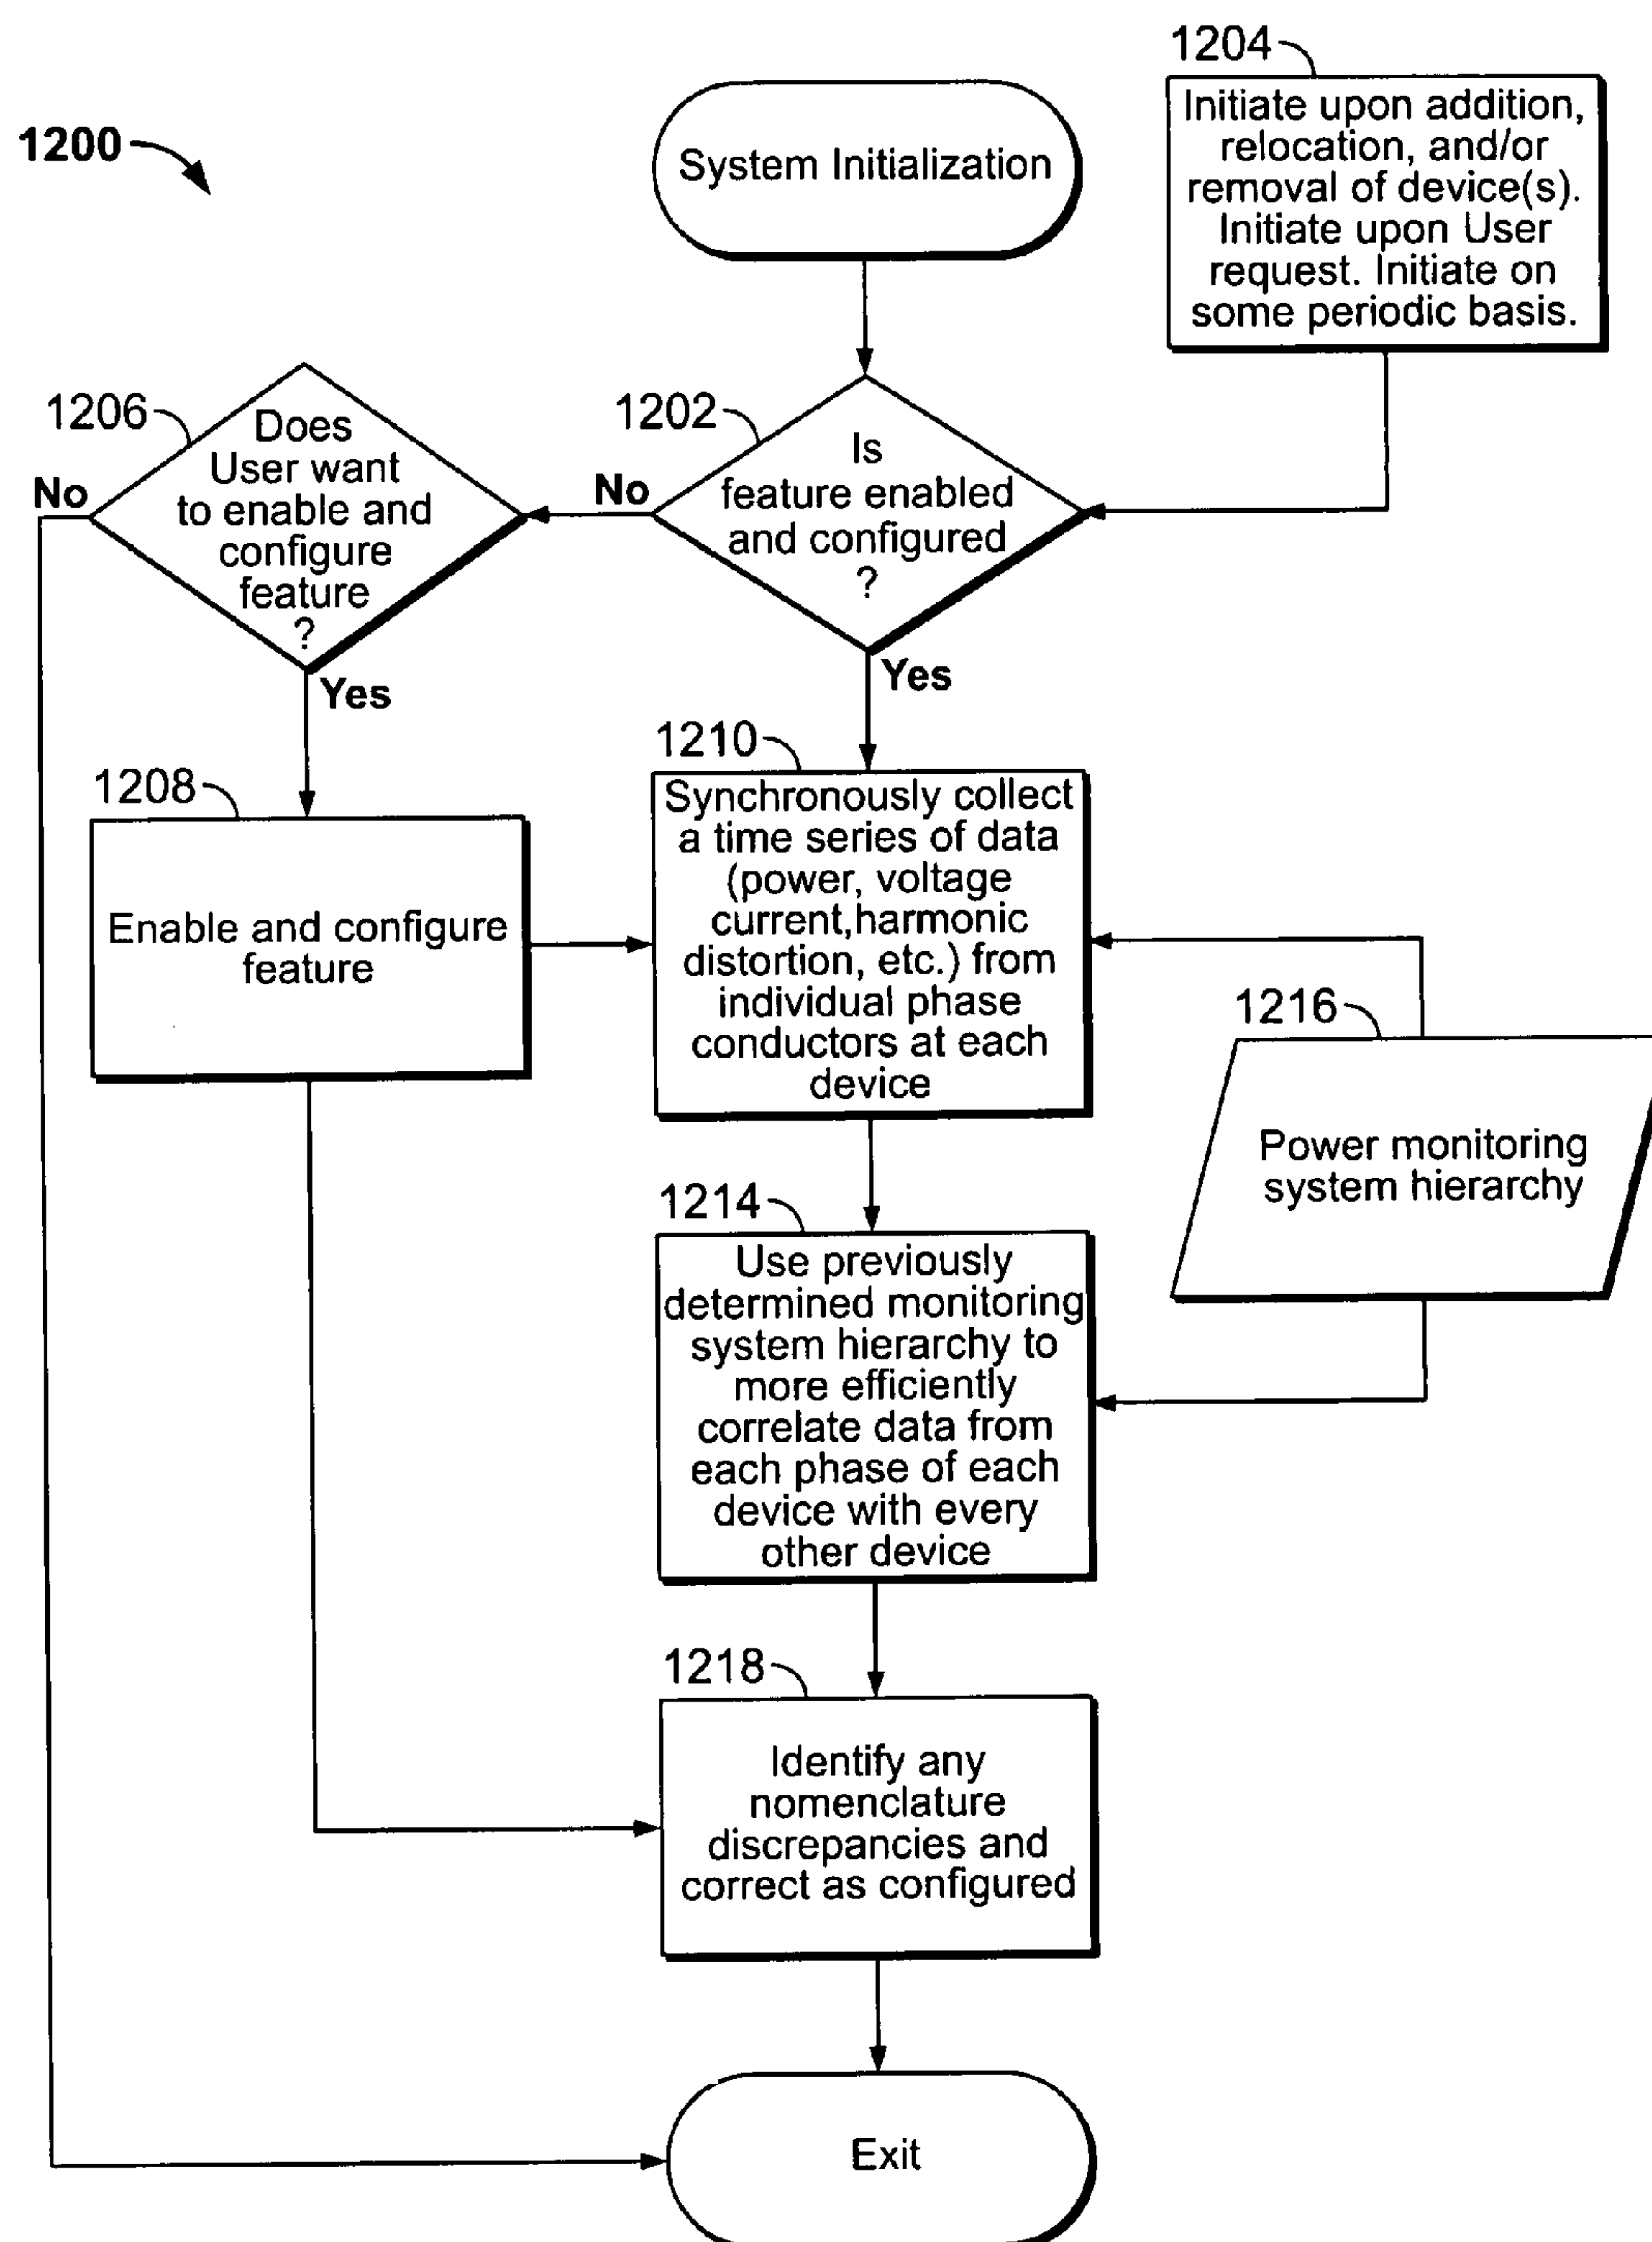 1200
System Initialization
1204
Initiate upon addition,
relocation, and/or
removal of device(s).
Initiate upon User
request. Initiate on
some periodic basis.
1206
Does
User want
to enable and
configure
feature
?
No
Yes
1202
Is
feature enabled
and configured
?
No
Yes
1208
Enable and configure
feature
1210
Synchronously collect
a time series of data
(power, voltage
current,harmonic
distortion, etc.) from
individual phase
conductors at each
device
1216
Power monitoring
system hierarchy
1214
Use previously
determined monitoring
system hierarchy to
more efficiently
correlate data from
each phase of each
device with every
other device
1218
Identify any
nomenclature
discrepancies and
correct as configured
Exit